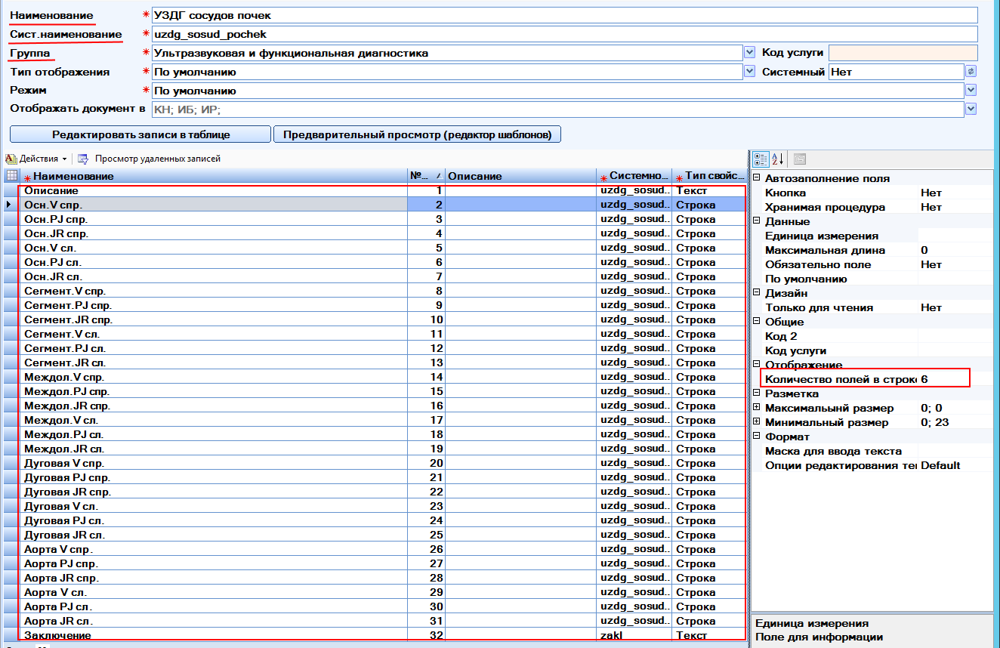 Наименование * УЗДГ сосудов почек
Сист.наименование * uzdg_sosud_pochek
Группа * Ультразвуковая и функциональная диагностика Код услуги
Тип отображения * По умолчанию Системный Нет
Режим * По умолчанию
Отображать документ в КН; ИБ; ИР;
Редактировать записи в таблице Предварительный просмотр (редактор шаблонов)
Действия Просмотр удаленных записей
* Наименование №... Описание * Системно... * Тип свойс...
Описание 1 uzdg_sosud.. Текст
Осн.V спр. 2 uzdg_sosud.. Строка
Осн.PJ спр. 3 uzdg_sosud.. Строка
Осн.JR спр. 4 uzdg_sosud.. Строка
Осн.V сл. 5 uzdg_sosud.. Строка
Осн.PJ сл. 6 uzdg_sosud.. Строка
Осн.JR сл. 7 uzdg_sosud.. Строка
Сегмент.V спр. 8 uzdg_sosud.. Строка
Сегмент.PJ спр. 9 uzdg_sosud.. Строка
Сегмент.JR спр. 10 uzdg_sosud.. Строка
Сегмент.V сл. 11 uzdg_sosud.. Строка
Сегмент.PJ сл. 12 uzdg_sosud.. Строка
Сегмент.JR сл. 13 uzdg_sosud.. Строка
Междол.V спр. 14 uzdg_sosud.. Строка
Междол.PJ спр. 15 uzdg_sosud.. Строка
Междол.JR спр. 16 uzdg_sosud.. Строка
Междол.V сл. 17 uzdg_sosud.. Строка
Междол.PJ сл. 18 uzdg_sosud.. Строка
Междол.JR сл. 19 uzdg_sosud.. Строка
Дуговая V спр. 20 uzdg_sosud.. Строка
Дуговая PJ спр. 21 uzdg_sosud.. Строка
Дуговая JR спр. 22 uzdg_sosud.. Строка
Дуговая V сл. 23 uzdg_sosud.. Строка
Дуговая PJ сл. 24 uzdg_sosud.. Строка
Дуговая JR сл. 25 uzdg_sosud.. Строка
Аорта V спр. 26 uzdg_sosud.. Строка
Аорта PJ спр. 27 uzdg_sosud.. Строка
Аорта JR спр. 28 uzdg_sosud.. Строка
Аорта V сл. 29 uzdg_sosud.. Строка
Аорта PJ сл. 30 uzdg_sosud.. Строка
Аорта JR сл. 31 uzdg_sosud.. Строка
Заключение 32 zakl Текст
Автозаполнение поля
Кнопка Нет
Хранимая процедура Нет
Данные
Единица измерения
Максимальная длина 0
Обязательно поле Нет
По умолчанию
Дизайн
Только для чтения Нет
Общие
Код 2
Код услуги
Отображение
Количество полей в строке 6
Разметка
Максимальынй размер 0; 0
Минимальный размер 0; 23
Формат
Маска для ввода текста
Опции редактирования те Default
Единица измерения
Поле для информации